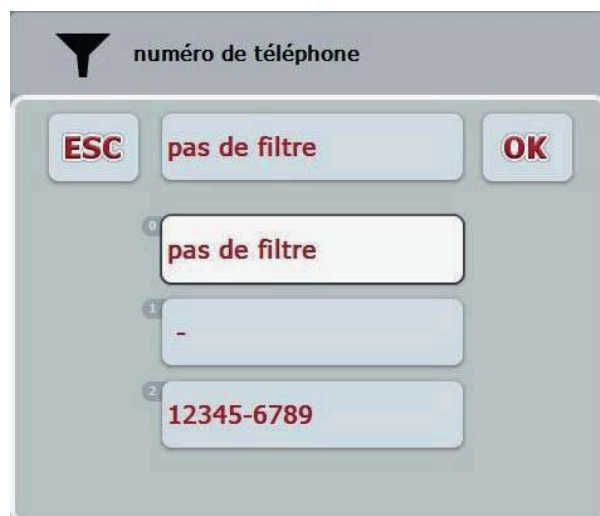 numéro de téléphone
ESC pas de filtre OK
0
pas de filtre
1
-
2
12345-6789